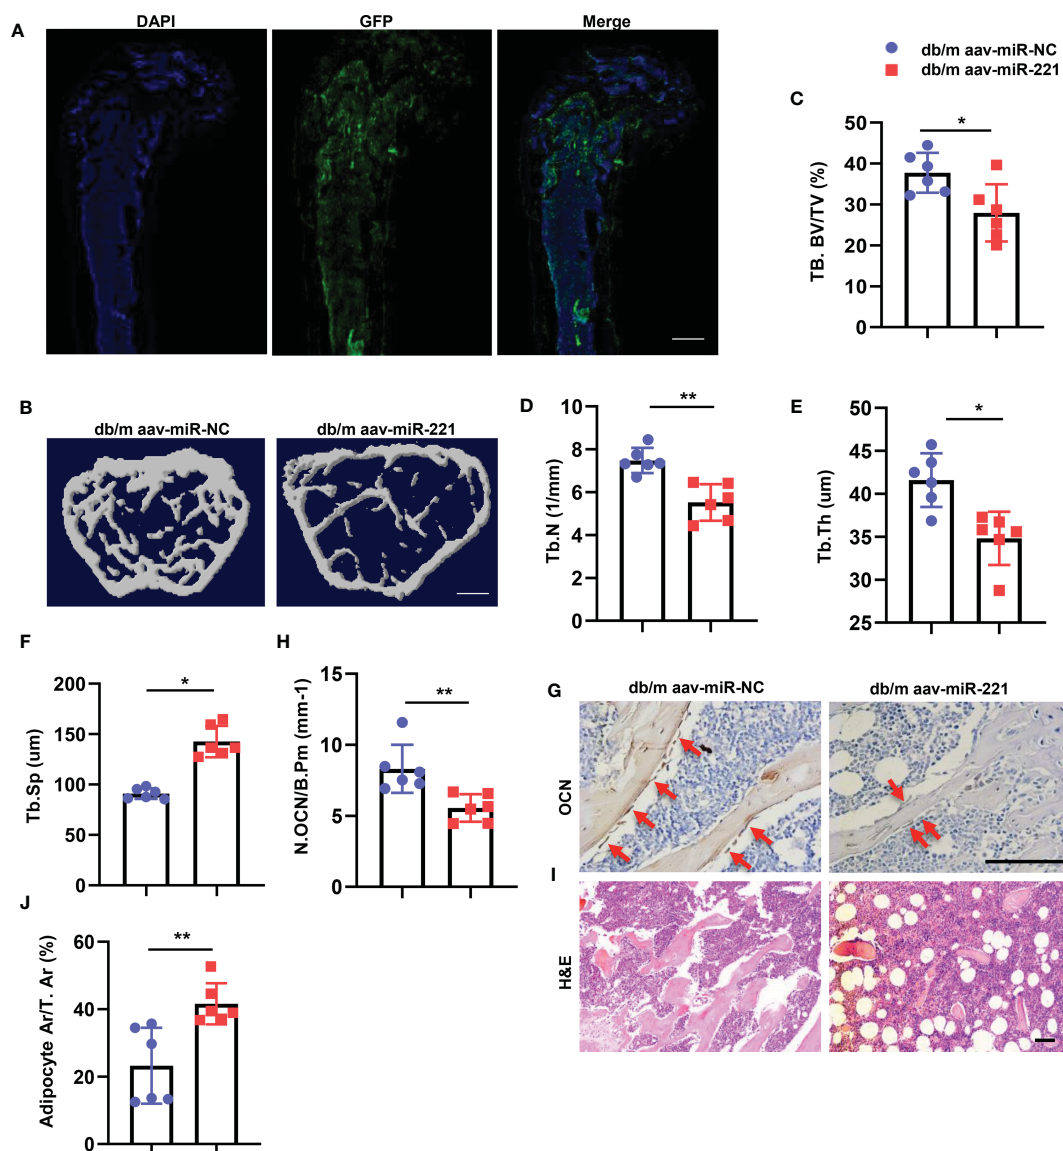 A
DAPI
GFP
Merge
db/m aav-miR-NC
db/m aav-miR-221
C
TB. BV/TV (%)
50
40
30
20
10
0
*
B
db/m aav-miR-NC
db/m aav-miR-221
D
Tb.N (1/mm)
10
8
6
4
2
0
**
E
Tb.Th (um)
50
45
40
35
30
25
*
F
Tb.Sp (um)
200
150
100
50
0
*
H
N.OCN/B.Pm (mm-1)
15
10
5
0
**
G
db/m aav-miR-NC
db/m aav-miR-221
OCN
I
H&E
J
Adipocyte Ar/T. Ar (%)
60
40
20
0
**